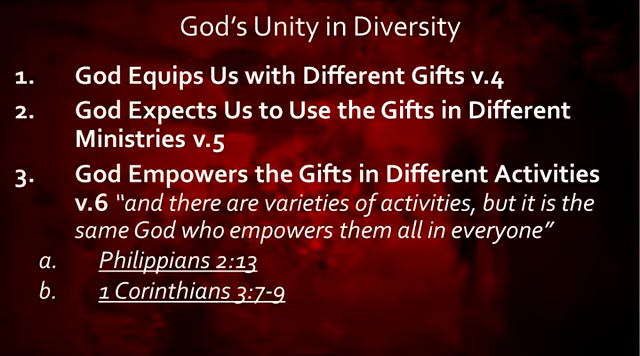 God's Unity in Diversity
1. God Equips Us with Different Gifts v.4
2. God Expects Us to Use the Gifts in Different
Ministries v.5
3. God Empowers the Gifts in Different Activities
v.6 “and there are varieties of activities, but it is the
same God who empowers them all in everyone”
a. Philippians 2:13
b. 1 Corinthians 3:7-9